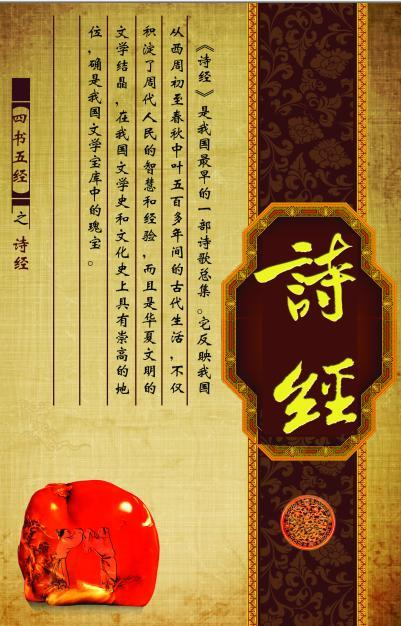 詩經
《诗经》是我国最早的一部诗歌总集。它反映我国
从西周初至春秋中叶五百多年间的古代生活,不仅
积淀了周代人民的智慧和经验,而且是华夏文明的
文学结晶,在我国文学史和文化史上具有崇高的地
位,确是我国文学宝库中的瑰宝。
四书五经之诗经